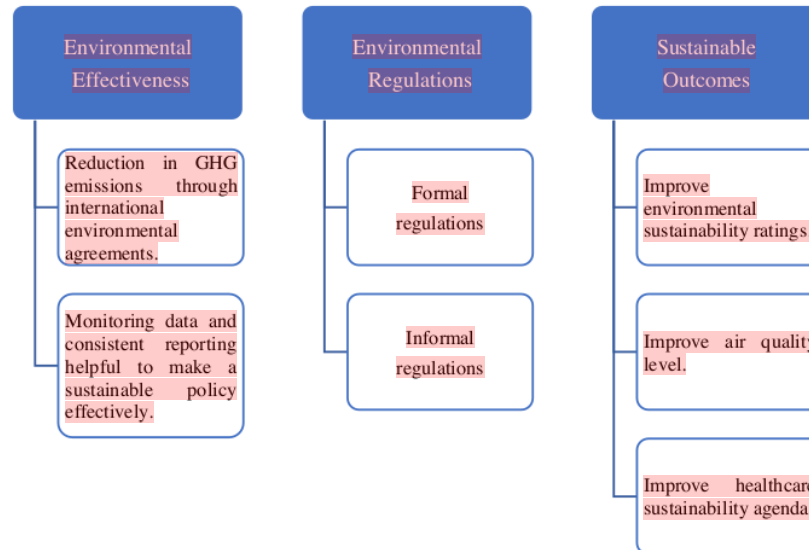 Environmental
Effectiveness
Reduction in GHG
emissions through
international
environmental
agreements.
Monitoring data and
consistent reporting
helpful to make a
sustainable policy
effectively.
Environmental
Regulations
Formal
regulations
Informal
regulations
Sustainable
Outcomes
Improve
environmental
sustainability ratings
Improve air quality
level.
Improve healthcare
sustainability agenda